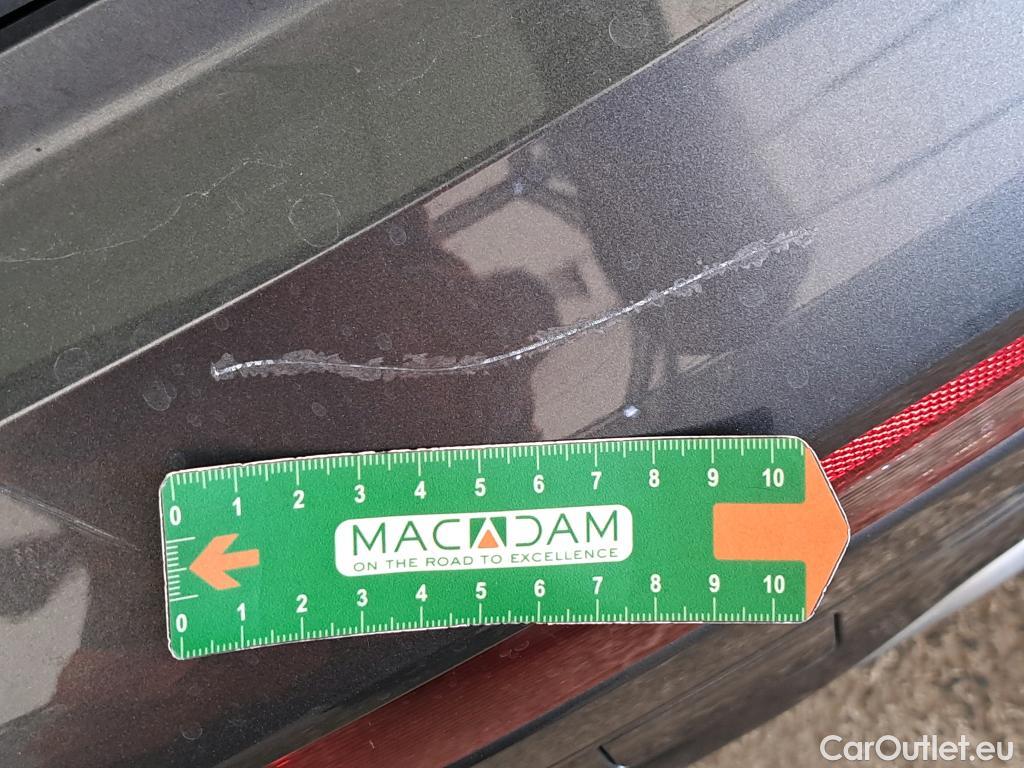 0 1 2 3 4 5 6 7 8 9 10
MACADAM
ON THE ROAD TO EXCELLENCE
0 1 2 3 4 5 6 7 8 9 10
CarOutlet.eu